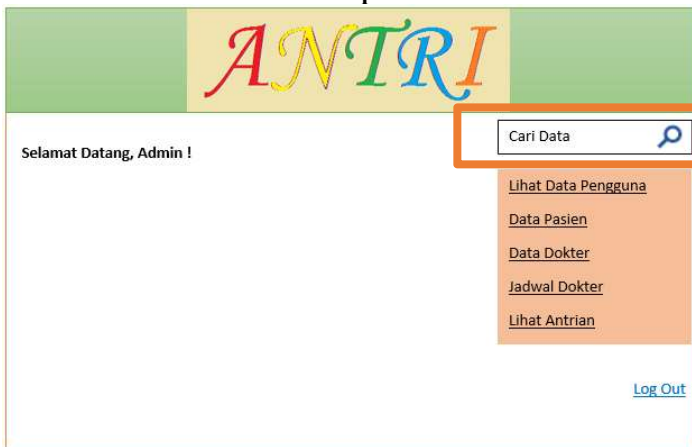 ANTRI
Selamat Datang, Admin !
Cari Data
Lihat Data Pengguna
Data Pasien
Data Dokter
Jadwal Dokter
Lihat Antrian
Log Out